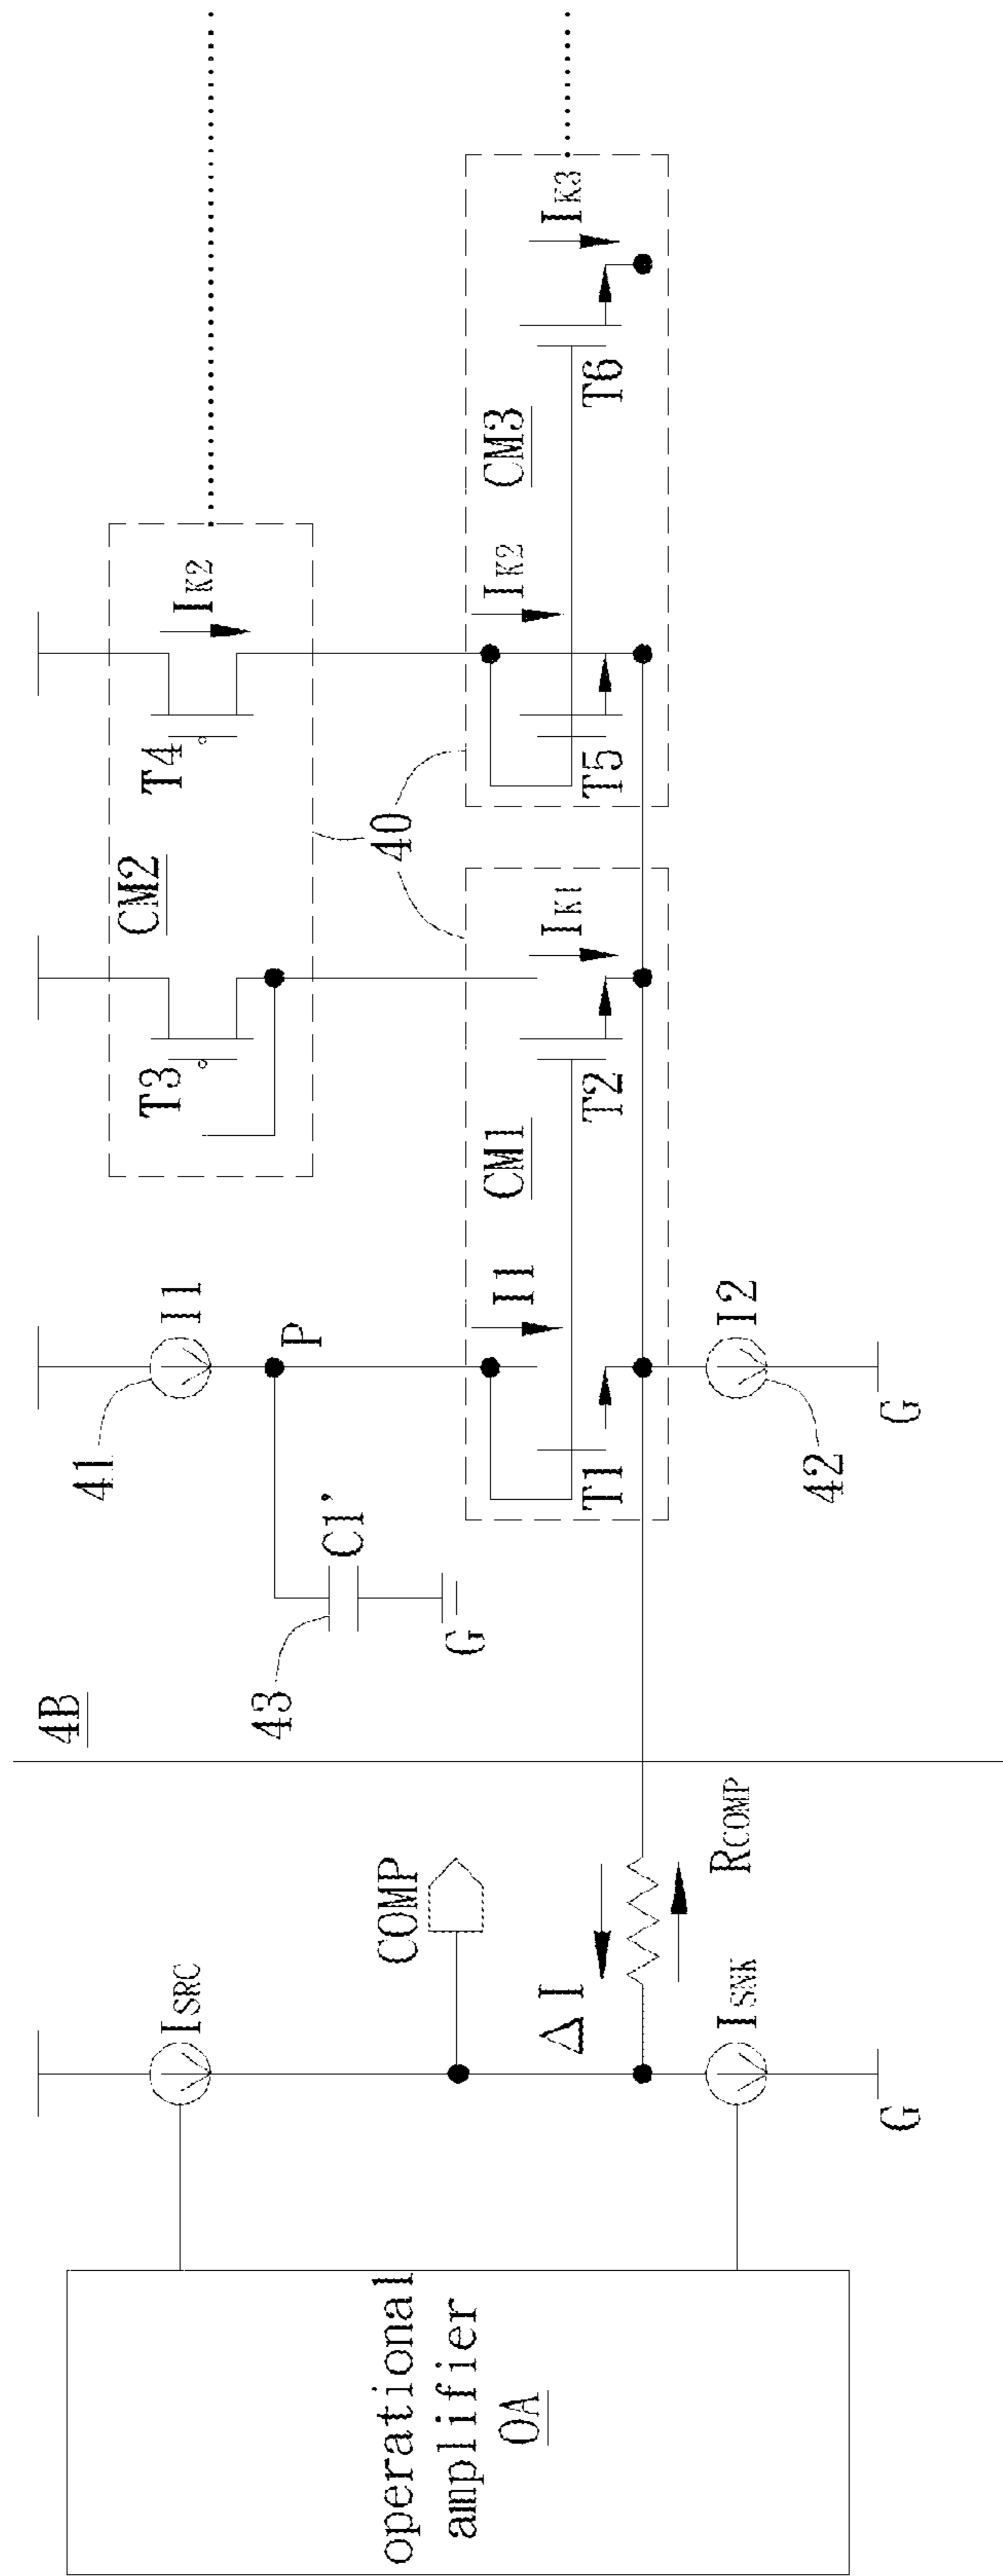 operational
amplifier
OA
ISRC
COMP
ΔI
RCOMP
ISNK
G
4B
43
C1'
G
41
I1
P
I1
CM1
T1
T2
IK1
42
I2
G
CM2
T3
T4
IK2
40
CM3
IK2
T5
T6
IK3